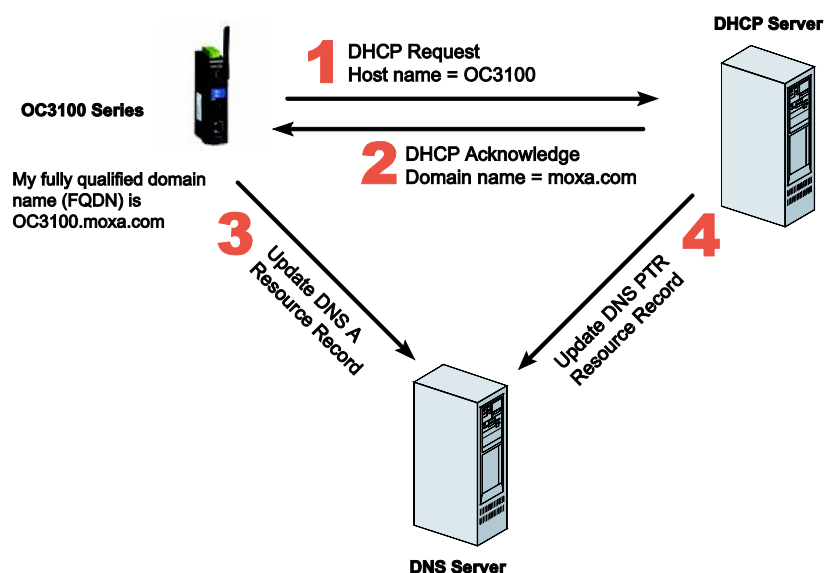 DHCP Server
1
DHCP Request
Host name = OC3100
OC3100 Series
2
DHCP Acknowledge
Domain name = moxa.com
My fully qualified domain
name (FQDN) is
OC3100.moxa.com
3
Update DNS A
Resource Record
4
Update DNS PTR
Resource Record
DNS Server